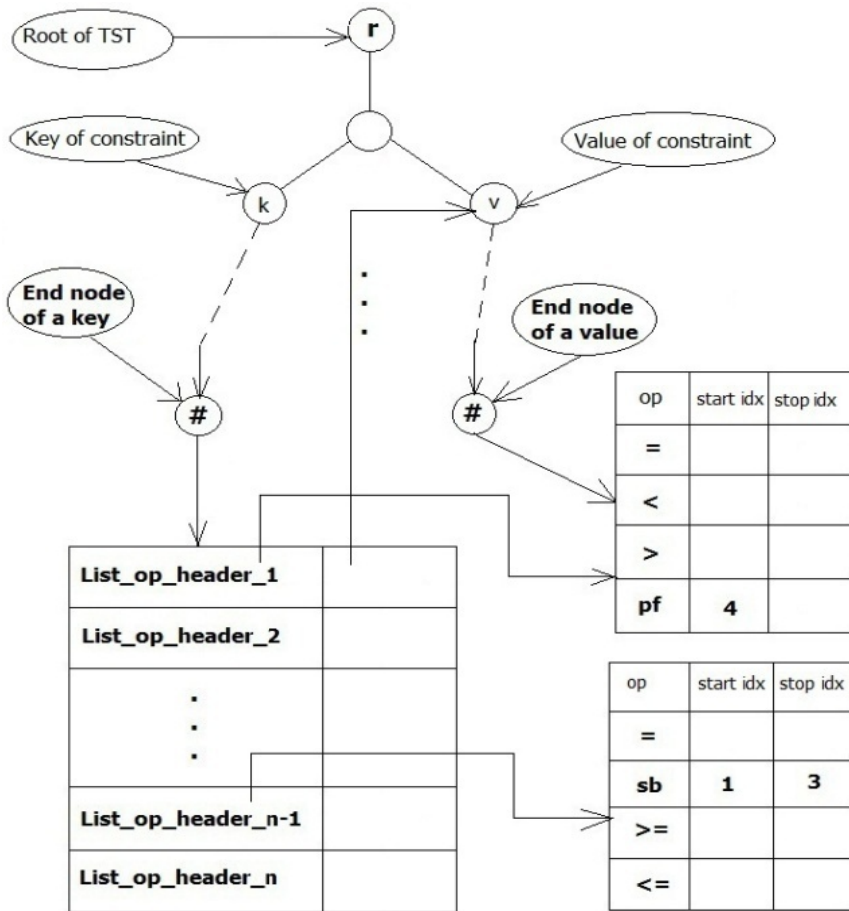 Root of TST
r
Key of constraint
Value of constraint
k
v
End node
of a key
End node
of a value
#
#
op start idx stop idx
=
<
>
pf 4
List_op_header_1
List_op_header_2
List_op_header_n-1
List_op_header_n
op start idx stop idx
=
sb 1 3
>=
<=